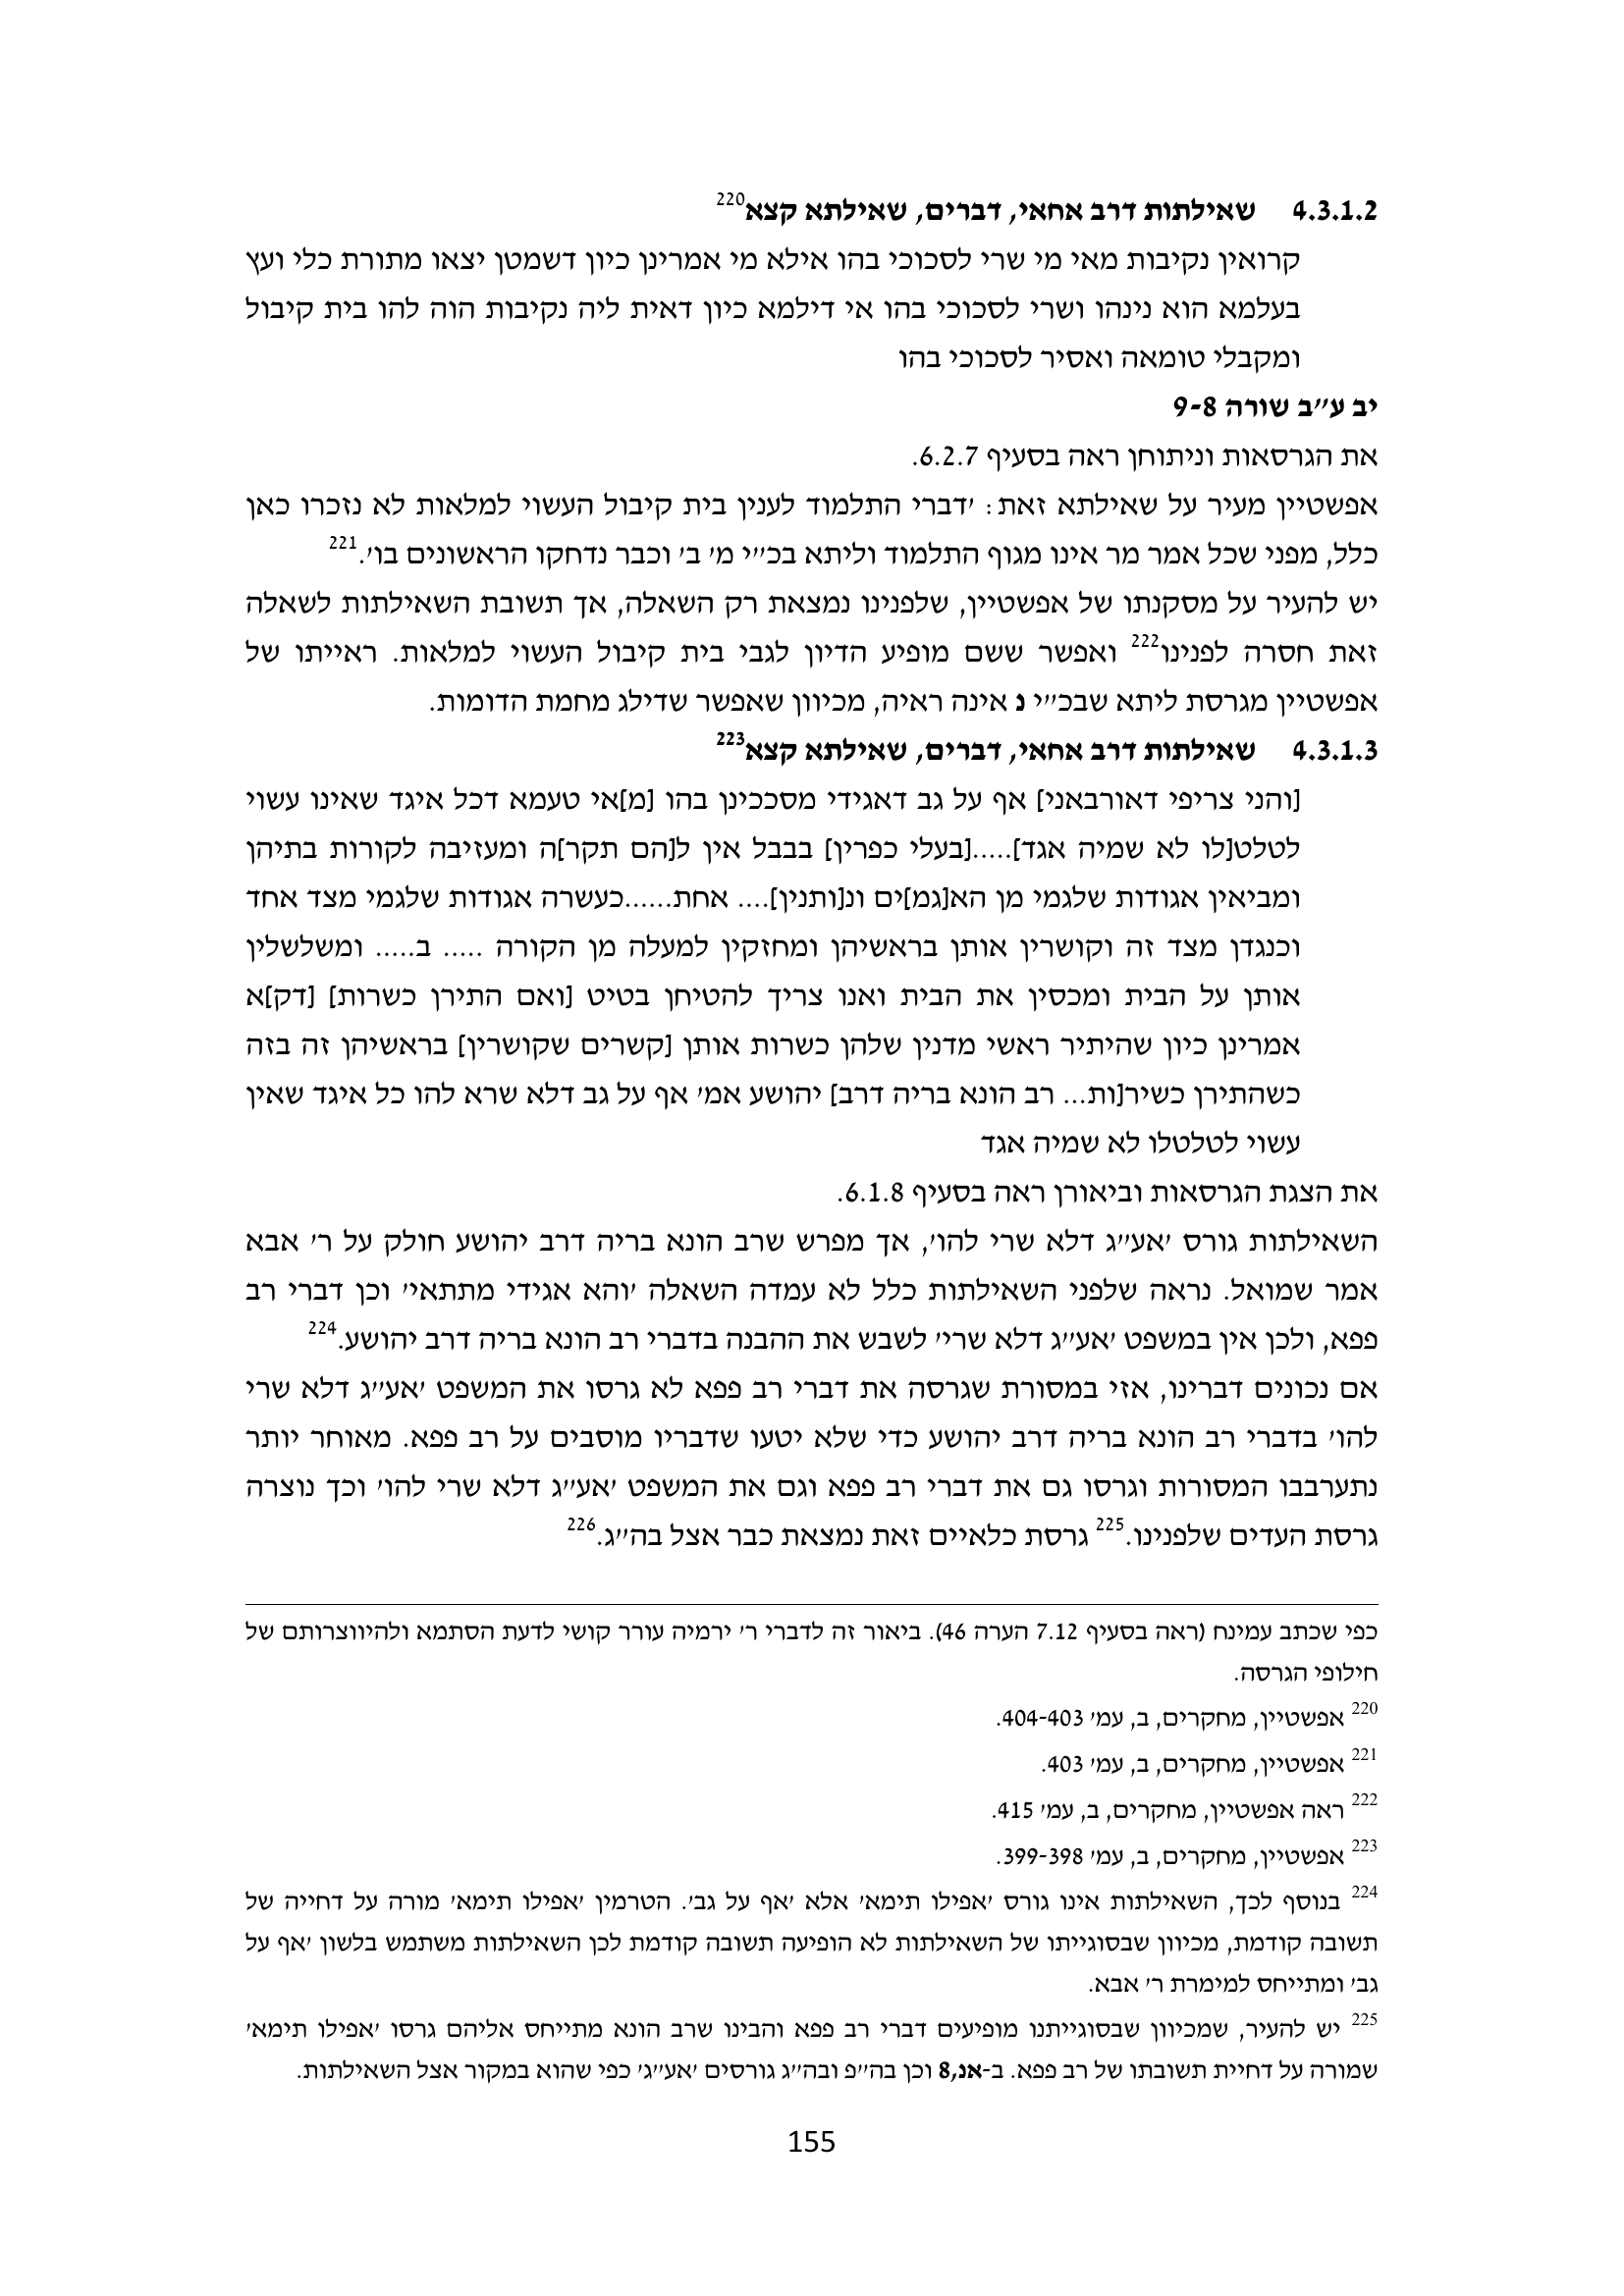 4.3.1.2 שאילתות דרב אחאי, דברים, שאילתא קצא220
קרואין נקיבות מאי מי שרי לסכוכי בהו אילא מי אמרינן כיון דשמטן יצאו מתורת כלי ועץ
בעלמא הוא נינהו ושרי לסכוכי בהו אי דילמא כיון דאית ליה נקיבות הוה להו בית קיבול
ומקבלי טומאה ואסיר לסכוכי בהו
יב ע״ב שורה 9-8
את הגרסאות וניתוחן ראה בסעיף 6.2.7.
אפשטיין מעיר על שאילתא זאת: ׳דברי התלמוד לענין בית קיבול העשוי למלאות לא נזכרו כאן
כלל, מפני שכל אמר מר אינו מגוף התלמוד וליתא בכ״י מ׳ ב׳ וכבר נדחקו הראשונים בו׳.221
יש להעיר על מסקנתו של אפשטיין, שלפנינו נמצאת רק השאלה, אך תשובת השאילתות לשאלה
זאת חסרה לפנינו222 ואפשר ששם מופיע הדיון לגבי בית קיבול העשוי למלאות. ראייתו של
אפשטיין מגרסת ליתא שבכ״י נ אינה ראיה, מכיוון שאפשר שדילג מחמת הדומות.
4.3.1.3 שאילתות דרב אחאי, דברים, שאילתא קצא223
[והני צריפי דאורבאני] אף על גב דאגידי מסככינן בהו [מ]אי טעמא דכל איגד שאינו עשוי
לטלט[לו לא שמיה אגד].....[בעלי כפרין] בבבל אין ל[הם תקר]ה ומעזיבה לקורות בתיהן
ומביאין אגודות שלגמי מן הא[גמ]ים ונ[ותנין].... אחת......כעשרה אגודות שלגמי מצד אחד
וכנגדן מצד זה וקושרין אותן בראשיהן ומחזקין למעלה מן הקורה ..... ב..... ומשלשלין
אותן על הבית ומכסין את הבית ואנו צריך להטיחן בטיט [ואם התירן כשרות] [דק]א
אמרינן כיון שהיתיר ראשי מדנין שלהן כשרות אותן [קשרים שקושרין] בראשיהן זה בזה
כשהתירן כשיר[ות... רב הונא בריה דרב] יהושע אמ׳ אף על גב דלא שרא להו כל איגד שאין
עשוי לטלטלו לא שמיה אגד
את הצגת הגרסאות וביאורן ראה בסעיף 6.1.8.
השאילתות גורס ׳אע״ג דלא שרי להו׳, אך מפרש שרב הונא בריה דרב יהושע חולק על ר׳ אבא
אמר שמואל. נראה שלפני השאילתות כלל לא עמדה השאלה ׳והא אגידי מתתאי׳ וכן דברי רב
פפא, ולכן אין במשפט ׳אע״ג דלא שרי׳ לשבש את ההבנה בדברי רב הונא בריה דרב יהושע.224
אם נכונים דברינו, אזי במסורת שגרסה את דברי רב פפא לא גרסו את המשפט ׳אע״ג דלא שרי
להו׳ בדברי רב הונא בריה דרב יהושע כדי שלא יטעו שדבריו מוסבים על רב פפא. מאוחר יותר
נתערבבו המסורות וגרסו גם את דברי רב פפא וגם את המשפט ׳אע״ג דלא שרי להו׳ וכך נוצרה
גרסת העדים שלפנינו.225 גרסת כלאיים זאת נמצאת כבר אצל בה״ג.226
כפי שכתב עמינח (ראה בסעיף 7.12 הערה 46). ביאור זה לדברי ר׳ ירמיה עורר קושי לדעת הסתמא ולהיווצרותם של
חילופי הגרסה.
220 אפשטיין, מחקרים, ב, עמ׳ 404-403.
221 אפשטיין, מחקרים, ב, עמ׳ 403.
222 ראה אפשטיין, מחקרים, ב, עמ׳ 415.
223 אפשטיין, מחקרים, ב, עמ׳ 399-398.
224 בנוסף לכך, השאילתות אינו גורס ׳אפילו תימא׳ אלא ׳אף על גב׳. הטרמין ׳אפילו תימא׳ מורה על דחייה של
תשובה קודמת, מכיוון שבסוגייתו של השאילתות לא הופיעה תשובה קודמת לכן השאילתות משתמש בלשון ׳אף על
גב׳ ומתייחס למימרת ר׳ אבא.
225 יש להעיר, שמכיוון שבסוגייתנו מופיעים דברי רב פפא והבינו שרב הונא מתייחס אליהם גרסו ׳אפילו תימא׳
שמורה על דחיית תשובתו של רב פפא. ב-אנ,8 וכן בה״פ ובה״ג גורסים ׳אע״ג׳ כפי שהוא במקור אצל השאילתות.
155